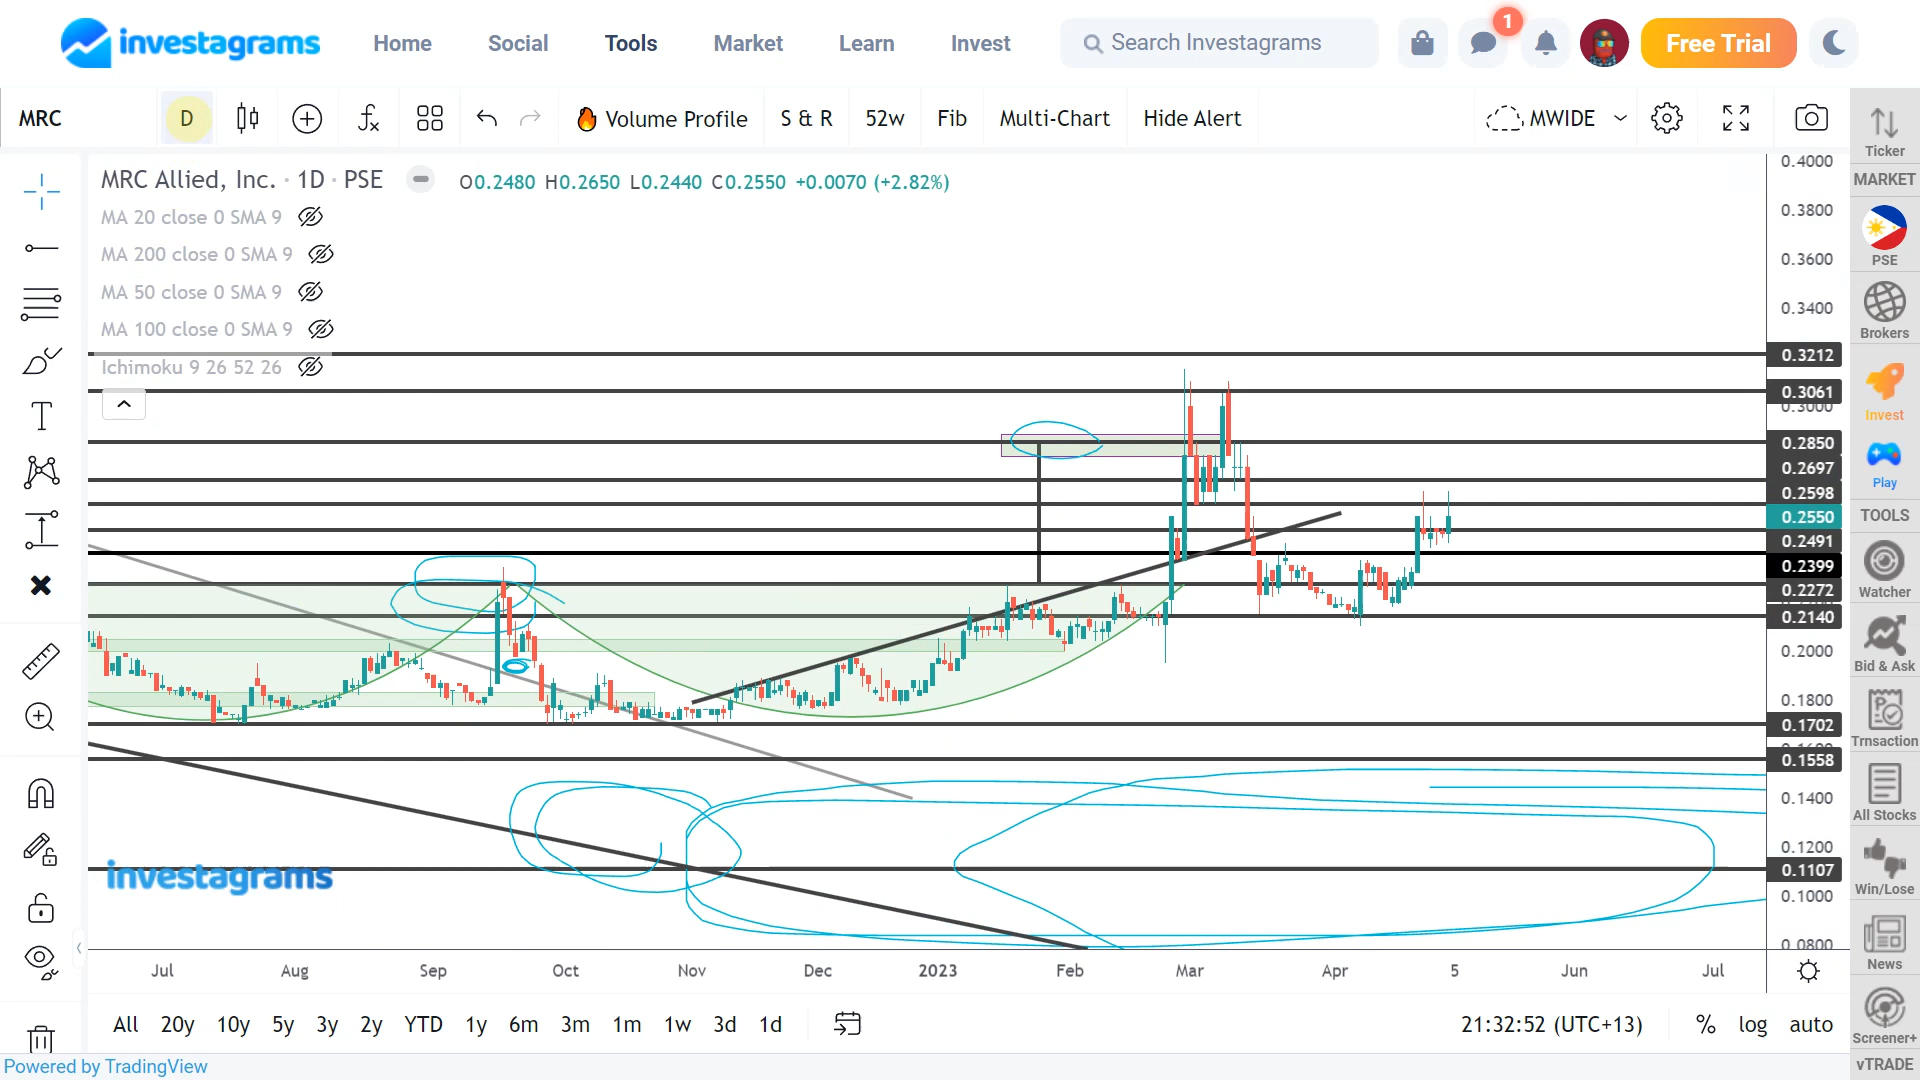 investagrams Home Social Tools Market Learn Invest Search Investagrams 1 Free Trial
MRC D Volume Profile S & R 52w Fib Multi-Chart Hide Alert MWIDE
MRC Allied, Inc. · 1D · PSE O0.2480 H0.2650 L0.2440 C0.2550 +0.0070 (+2.82%)
MA 20 close 0 SMA 9
MA 200 close 0 SMA 9
MA 50 close 0 SMA 9
MA 100 close 0 SMA 9
Ichimoku 9 26 52 26
0.4000
0.3800
0.3600
0.3400
0.3212
0.3061
0.3000
0.2850
0.2697
0.2598
0.2550
0.2491
0.2399
0.2272
0.2140
0.2000
0.1800
0.1702
0.1558
0.1400
0.1200
0.1107
0.1000
0.0800
investagrams
Jul Aug Sep Oct Nov Dec 2023 Feb Mar Apr 5 Jun Jul
All 20y 10y 5y 3y 2y YTD 1y 6m 3m 1m 1w 3d 1d 21:32:52 (UTC+13) % log auto
Powered by TradingView
Ticker
MARKET
PSE
Brokers
Invest
Play
TOOLS
Watcher
Bid & Ask
Trnsaction
All Stocks
Win/Lose
News
Screener+
vTRADE